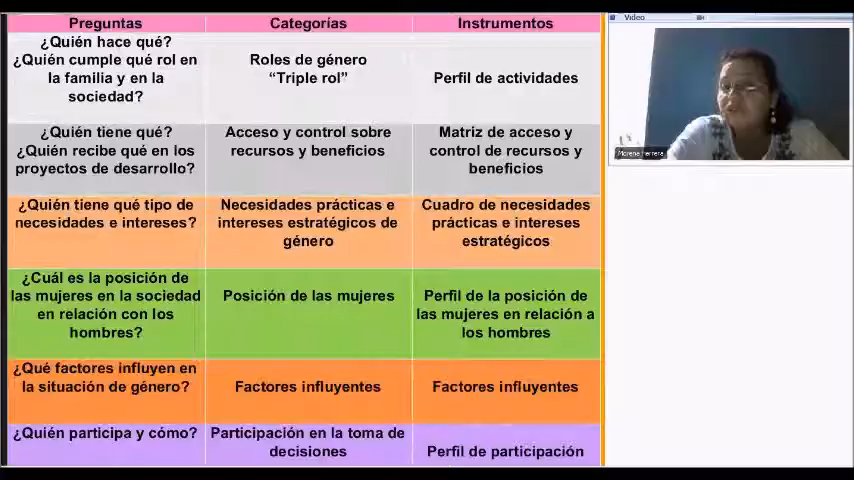 Preguntas
Categorías
Instrumentos
¿Quién hace qué?
¿Quién cumple qué rol en
la familia y en la
sociedad?
Roles de género
“Triple rol”
Perfil de actividades
¿Quién tiene qué?
¿Quién recibe qué en los
proyectos de desarrollo?
Acceso y control sobre
recursos y beneficios
Matriz de acceso y
control de recursos y
beneficios
¿Quién tiene qué tipo de
necesidades e intereses?
Necesidades prácticas e
intereses estratégicos de
género
Cuadro de necesidades
prácticas e intereses
estratégicos
¿Cuál es la posición de
las mujeres en la sociedad
en relación con los
hombres?
Posición de las mujeres
Perfil de la posición de
las mujeres en relación a
los hombres
¿Qué factores influyen en
la situación de género?
Factores influyentes
Factores influyentes
¿Quién participa y cómo?
Participación en la toma de
decisiones
Perfil de participación
Video
Morena Herrera